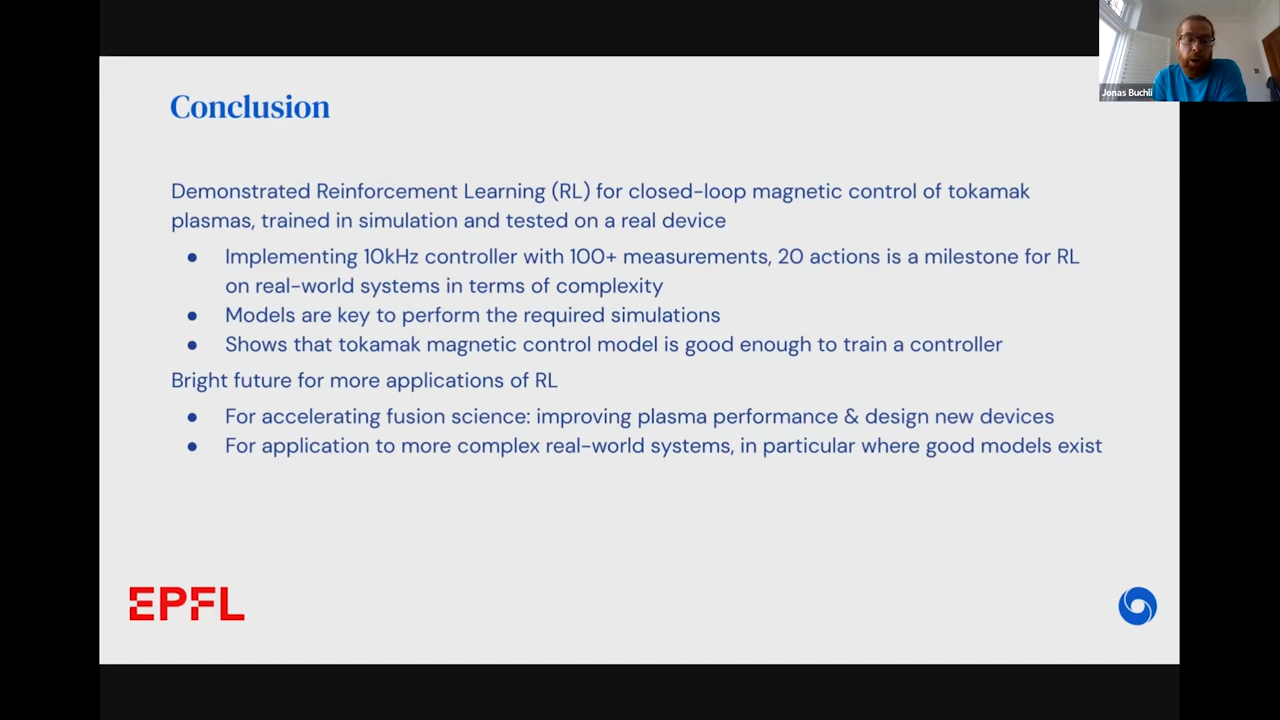 Jonas Buchli
Conclusion
Demonstrated Reinforcement Learning (RL) for closed-loop magnetic control of tokamak
plasmas, trained in simulation and tested on a real device
● Implementing 10kHz controller with 100+ measurements, 20 actions is a milestone for RL
on real-world systems in terms of complexity
● Models are key to perform the required simulations
● Shows that tokamak magnetic control model is good enough to train a controller
Bright future for more applications of RL
● For accelerating fusion science: improving plasma performance & design new devices
● For application to more complex real-world systems, in particular where good models exist
EPFL